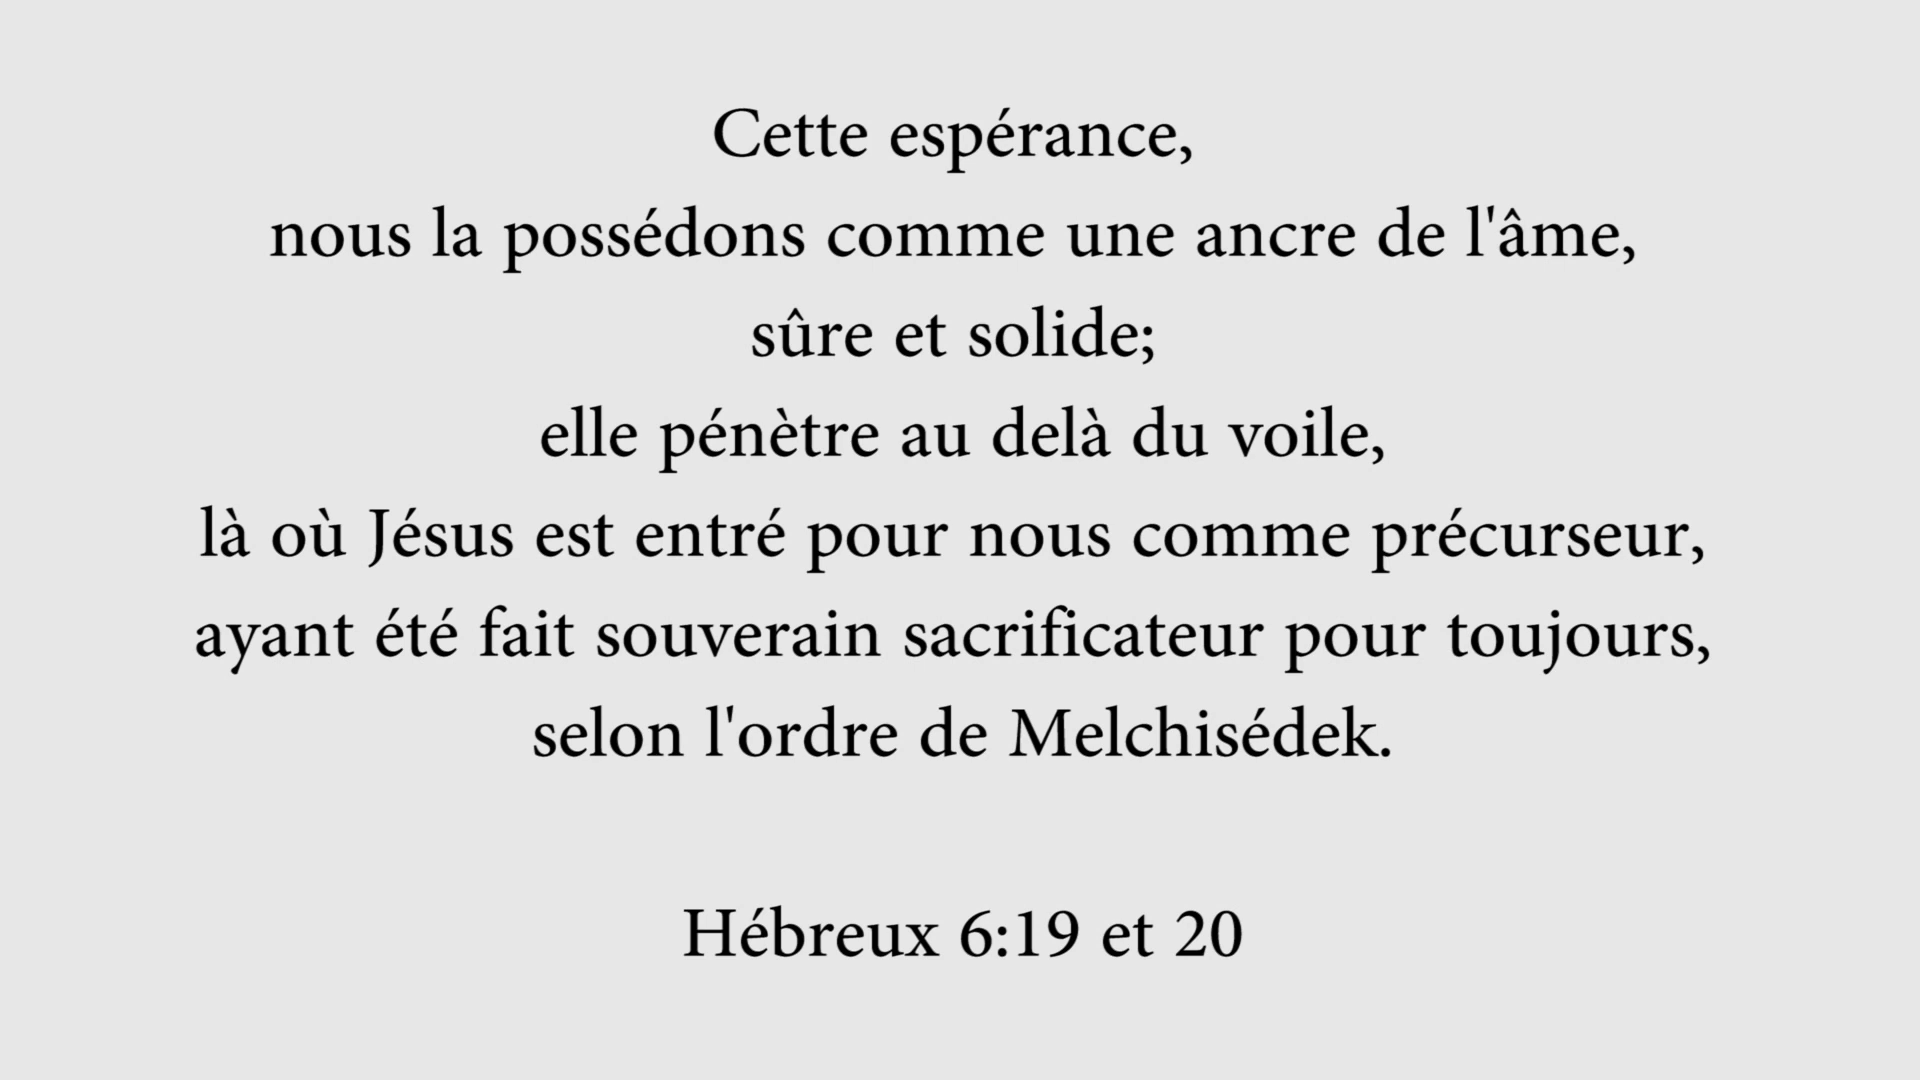 Cette espérance,
nous la possédons comme une ancre de l'âme,
sûre et solide;
elle pénètre au delà du voile,
là où Jésus est entré pour nous comme précurseur,
ayant été fait souverain sacrificateur pour toujours,
selon l'ordre de Melchisédek.
Hébreux 6:19 et 20